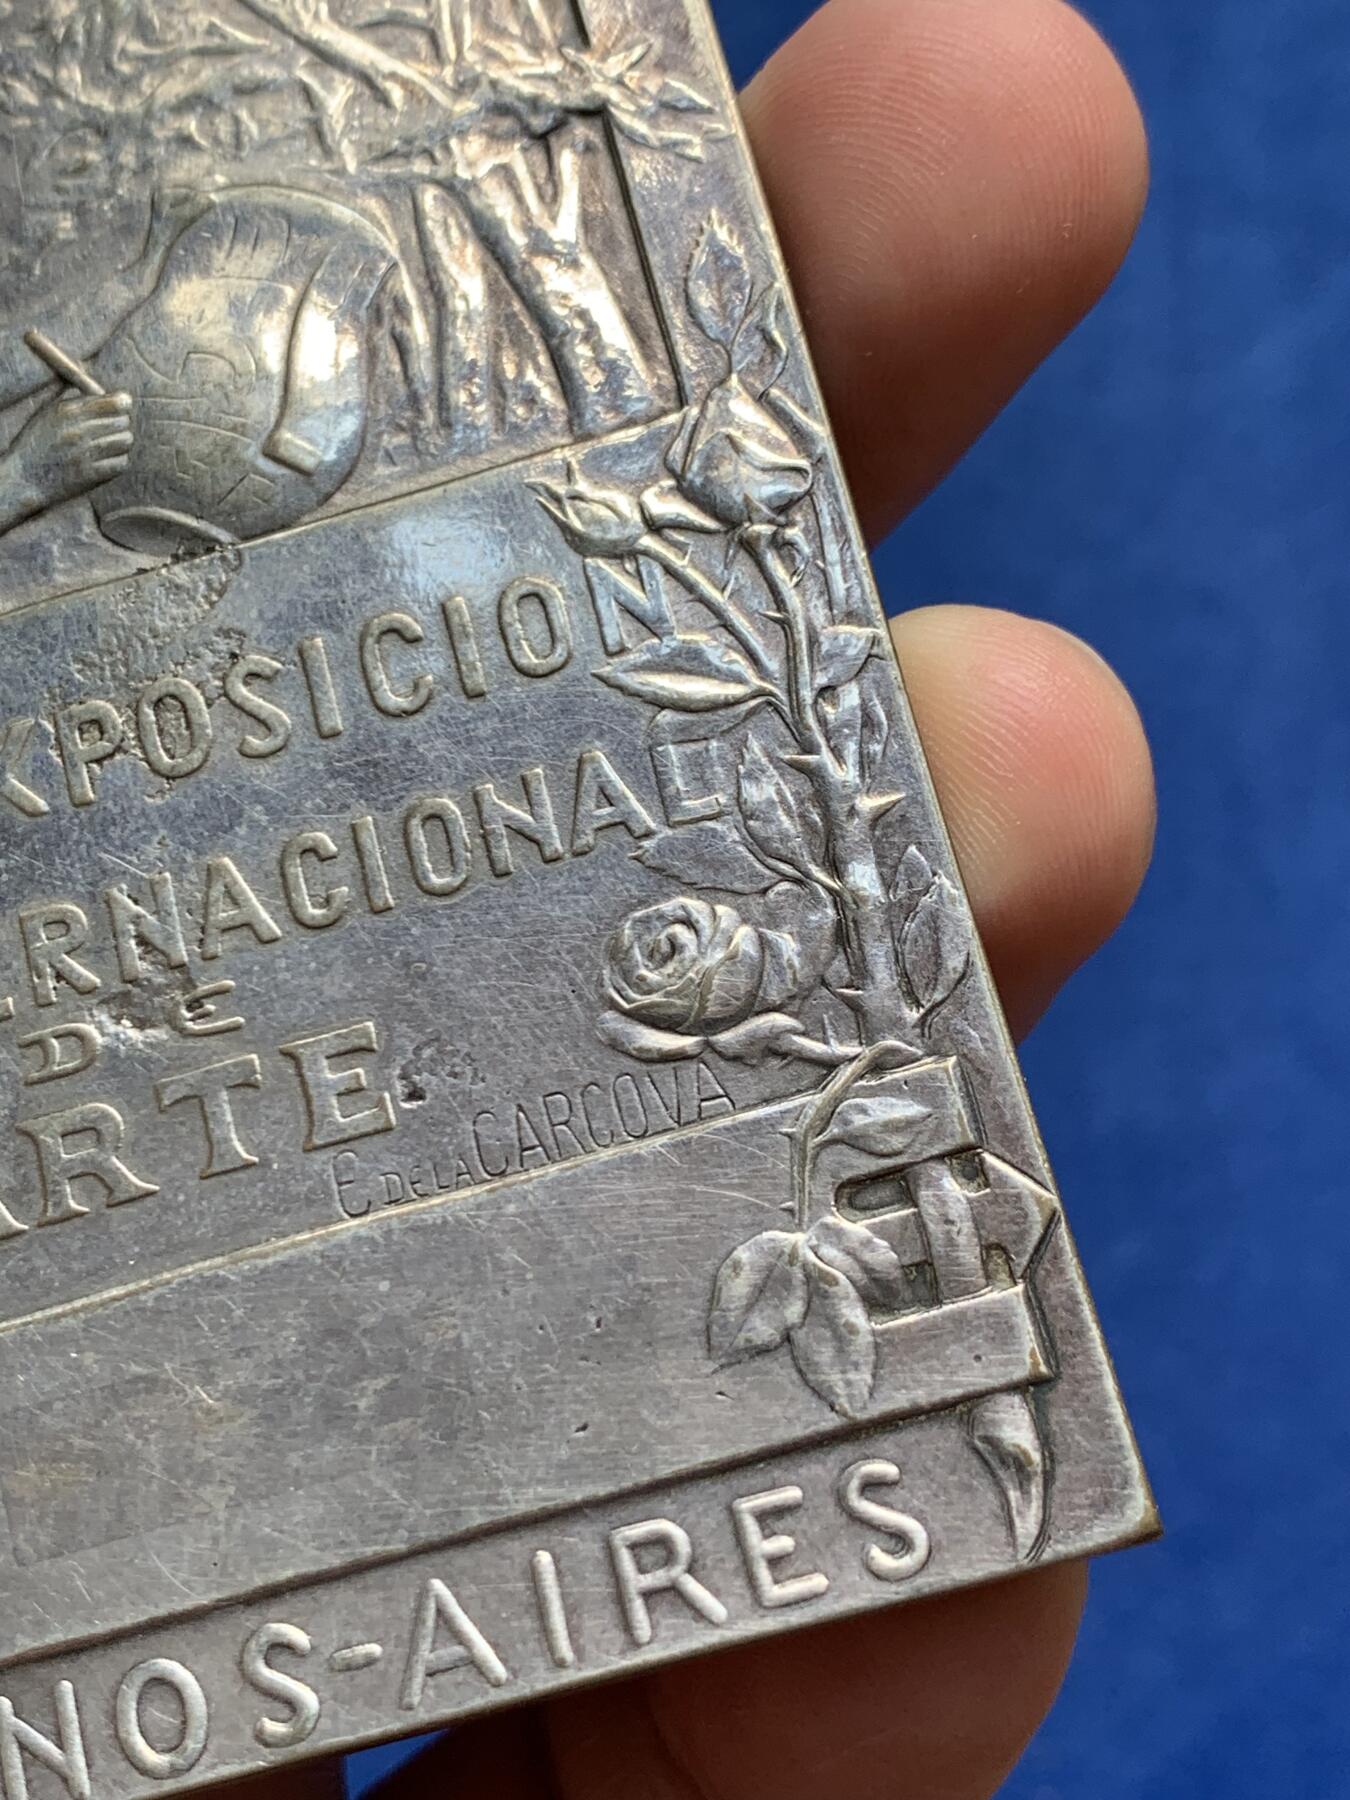 XPOSICION
ERNACIONAL
DE
ARTE
E DE LA CARCOVA
NOS-AIRES